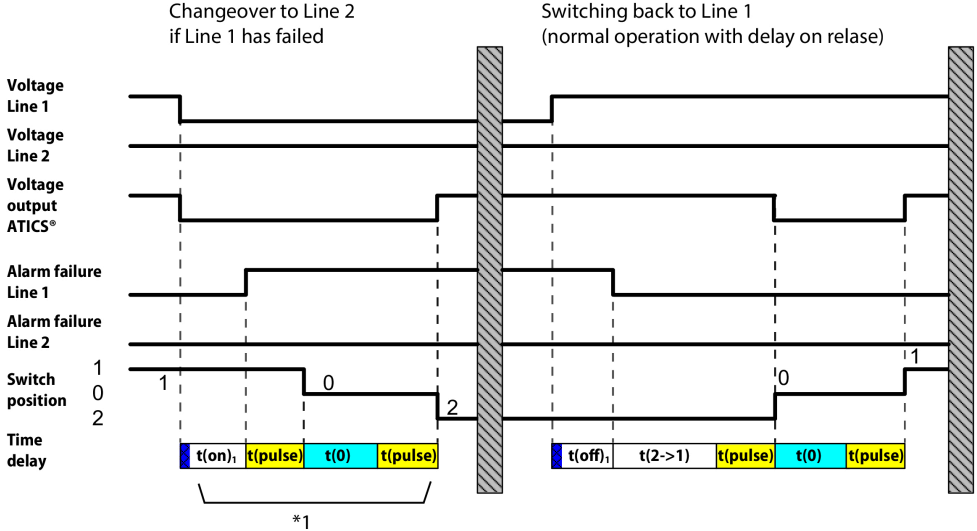 Changeover to Line 2
if Line 1 has failed
Switching back to Line 1
(normal operation with delay on relase)
Voltage
Line 1
Voltage
Line 2
Voltage
output
ATICS®
Alarm failure
Line 1
Alarm failure
Line 2
Switch
position
1
0
2
1
0
2
0
1
Time
delay
t(on)₁
t(pulse)
t(0)
t(pulse)
t(off)₁
t(2->1)
t(pulse)
t(0)
t(pulse)
*1